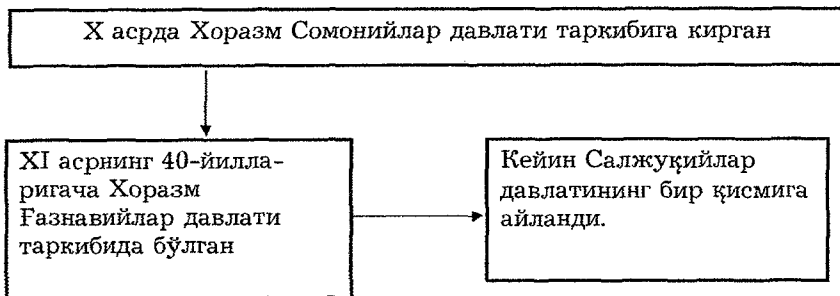 X асрда Хоразм Сомонийлар давлати таркибига кирган
XI асрнинг 40-йилла-
ригача Хоразм
Ғазнавийлар давлати
таркибида бўлган
Кейин Салжуқийлар
давлатининг бир қисмига
айланди.